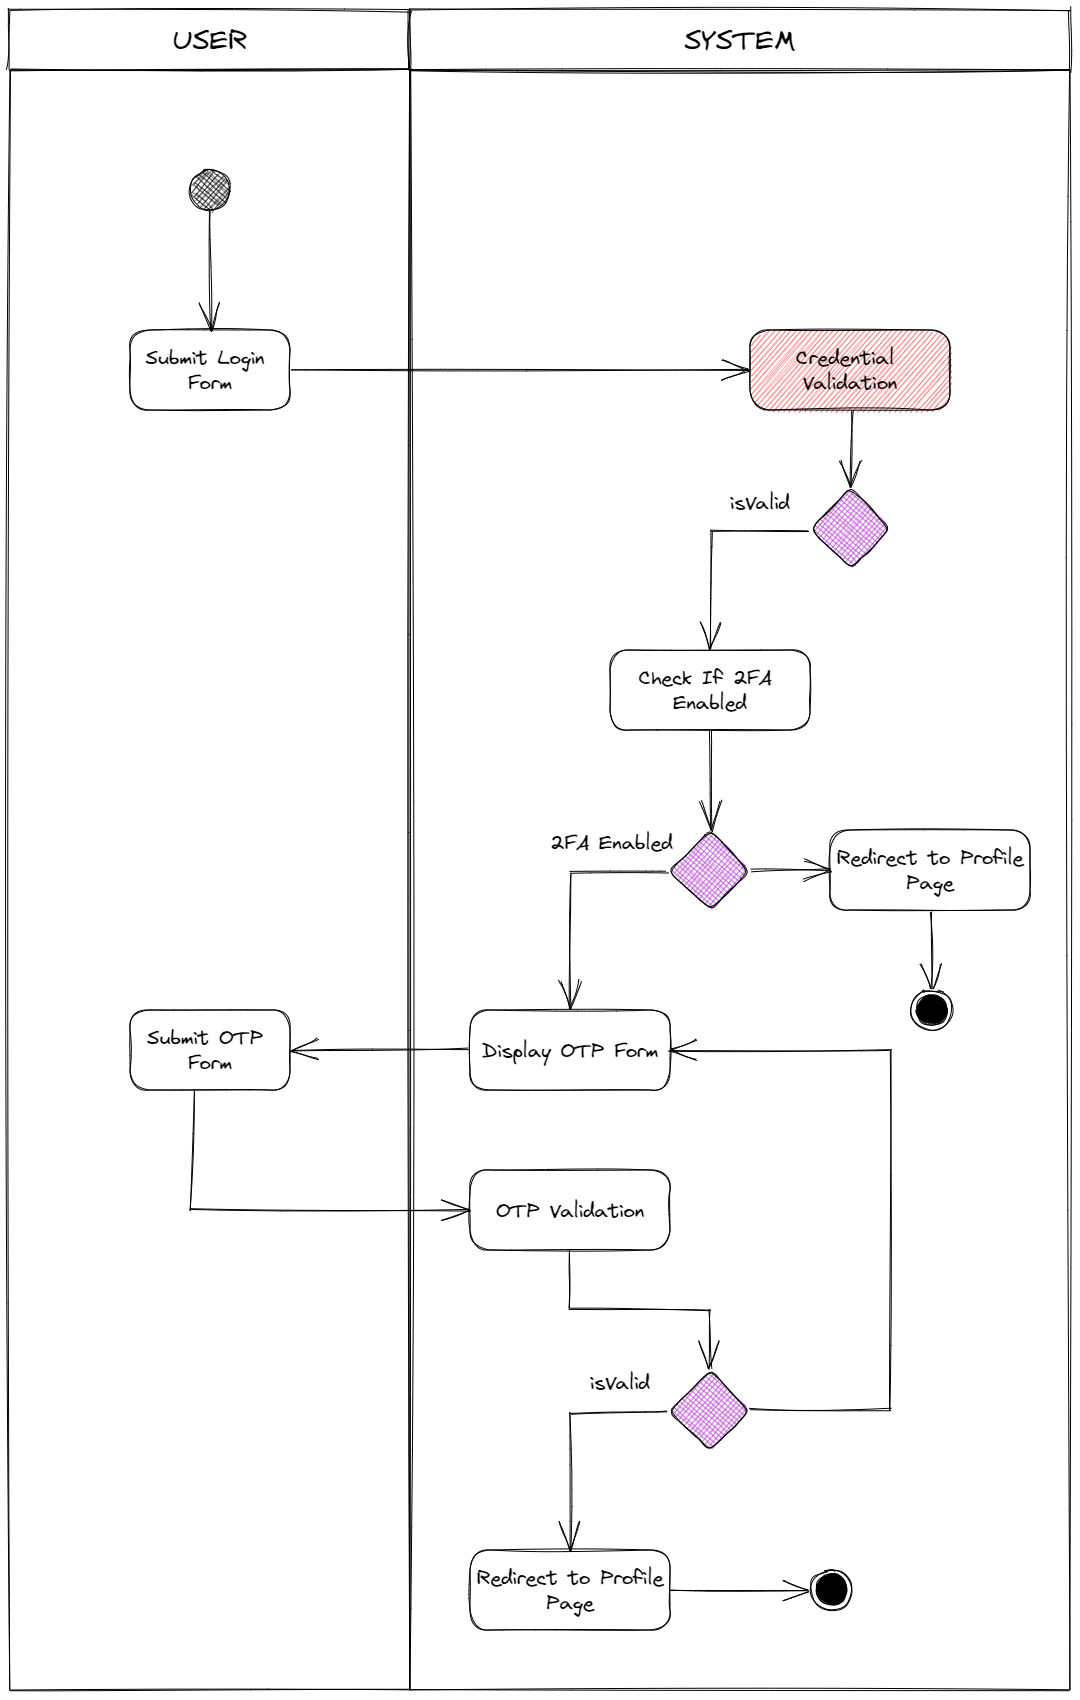 USER
SYSTEM
Submit Login
Form
Credential
Validation
isValid
Check If 2FA
Enabled
2FA Enabled
Redirect to Profile
Page
Submit OTP
Form
Display OTP Form
OTP Validation
isValid
Redirect to Profile
Page